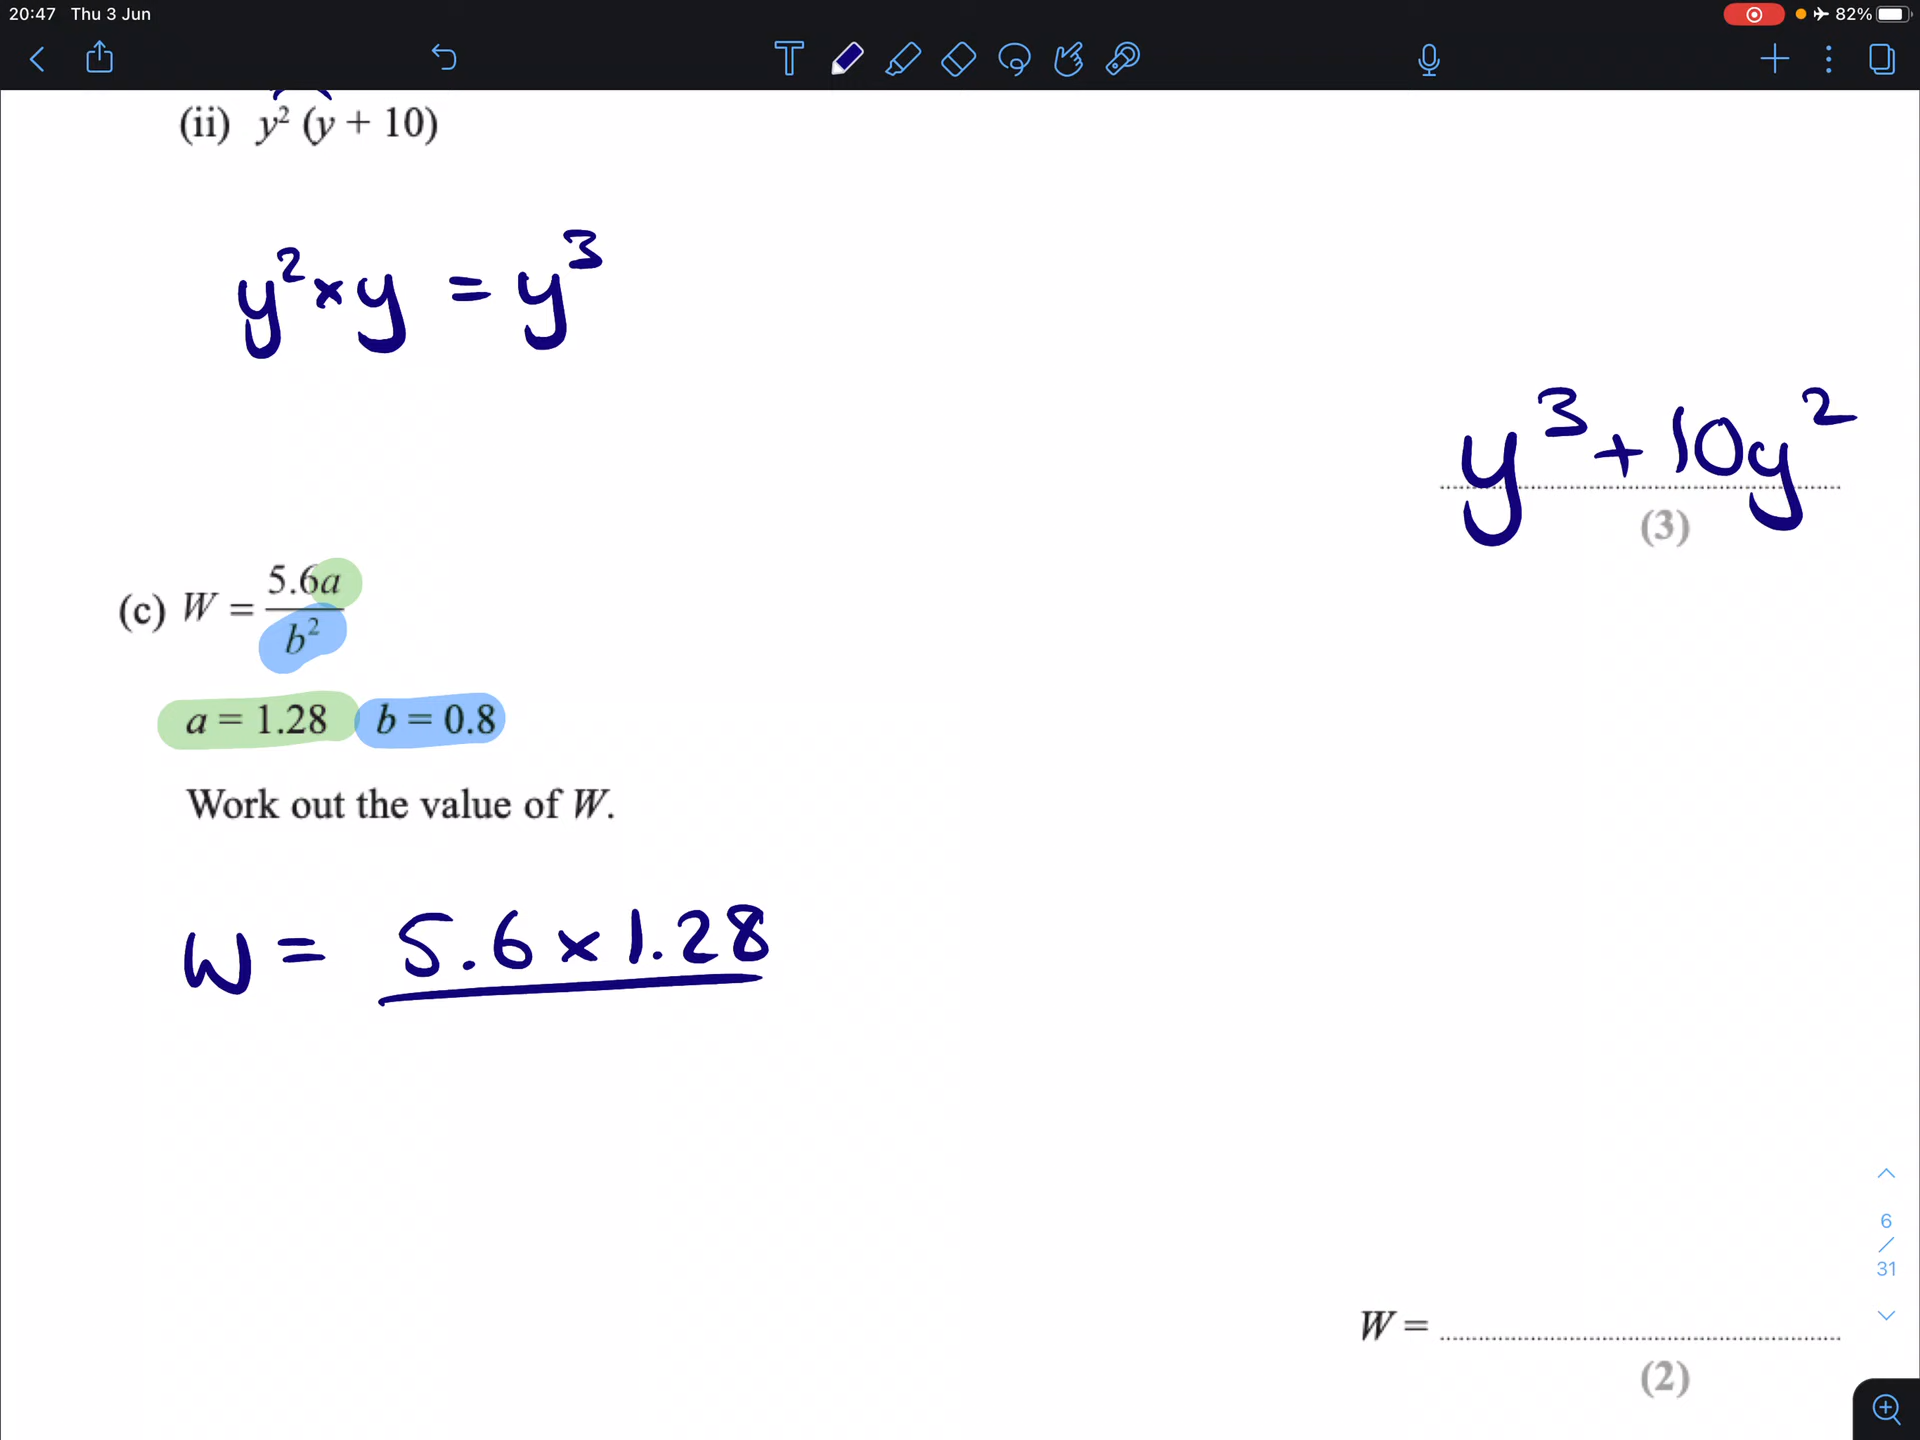 20:47 Thu 3 Jun 82%
(ii) y² (y + 10)
y² × y = y³
y³ + 10y²
(3)
(c) W = 5.6a / b²
a = 1.28 b = 0.8
Work out the value of W.
W = 5.6 × 1.28
6
/
31
W = ........................................
(2)